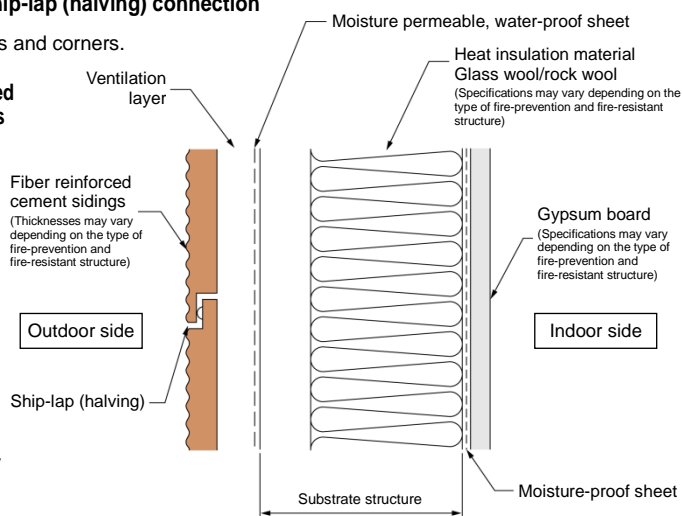 hip-lap (halving) connection
s and corners.
ed
s
Moisture permeable, water-proof sheet
Ventilation
layer
Heat insulation material
Glass wool/rock wool
(Specifications may vary depending on the
type of fire-prevention and fire-resistant
structure)
Fiber reinforced
cement sidings
(Thicknesses may vary
depending on the type of
fire-prevention and
fire-resistant structure)
Gypsum board
(Specifications may vary
depending on the type of
fire-prevention and
fire-resistant structure)
Outdoor side
Indoor side
Ship-lap (halving)
Substrate structure
Moisture-proof sheet